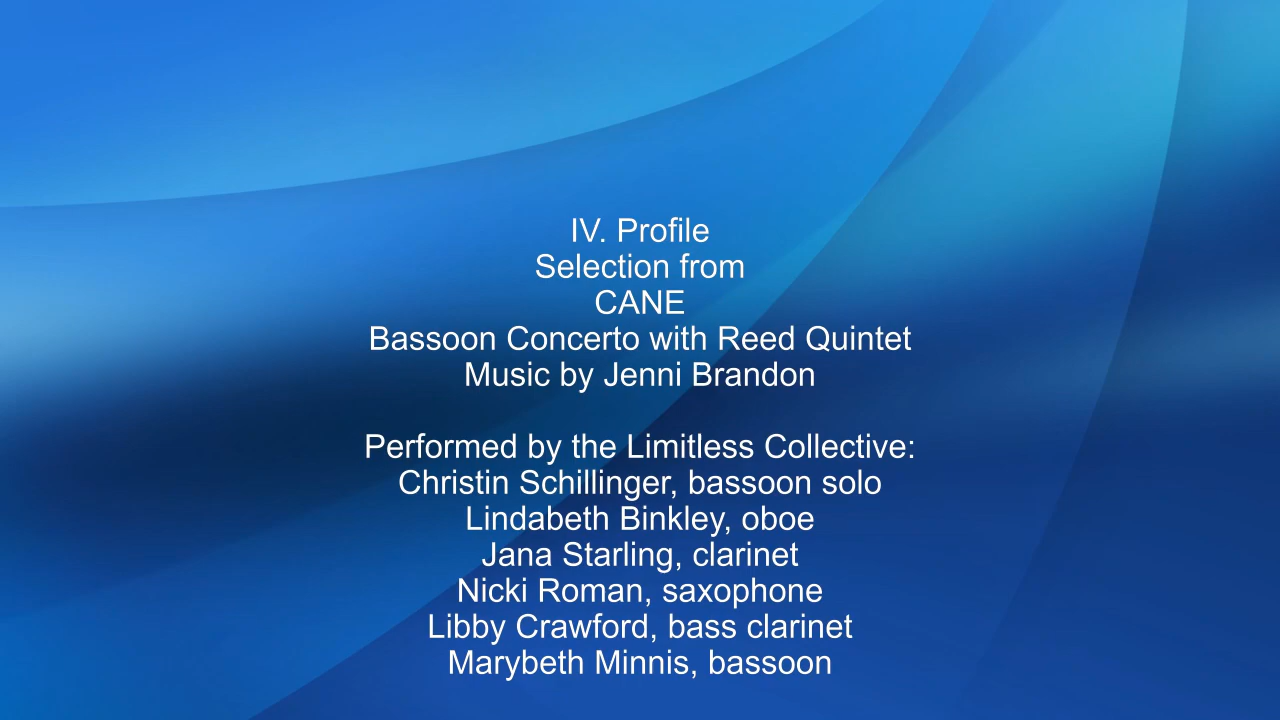 IV. Profile
Selection from
CANE
Bassoon Concerto with Reed Quintet
Music by Jenni Brandon
Performed by the Limitless Collective:
Christin Schillinger, bassoon solo
Lindabeth Binkley, oboe
Jana Starling, clarinet
Nicki Roman, saxophone
Libby Crawford, bass clarinet
Marybeth Minnis, bassoon